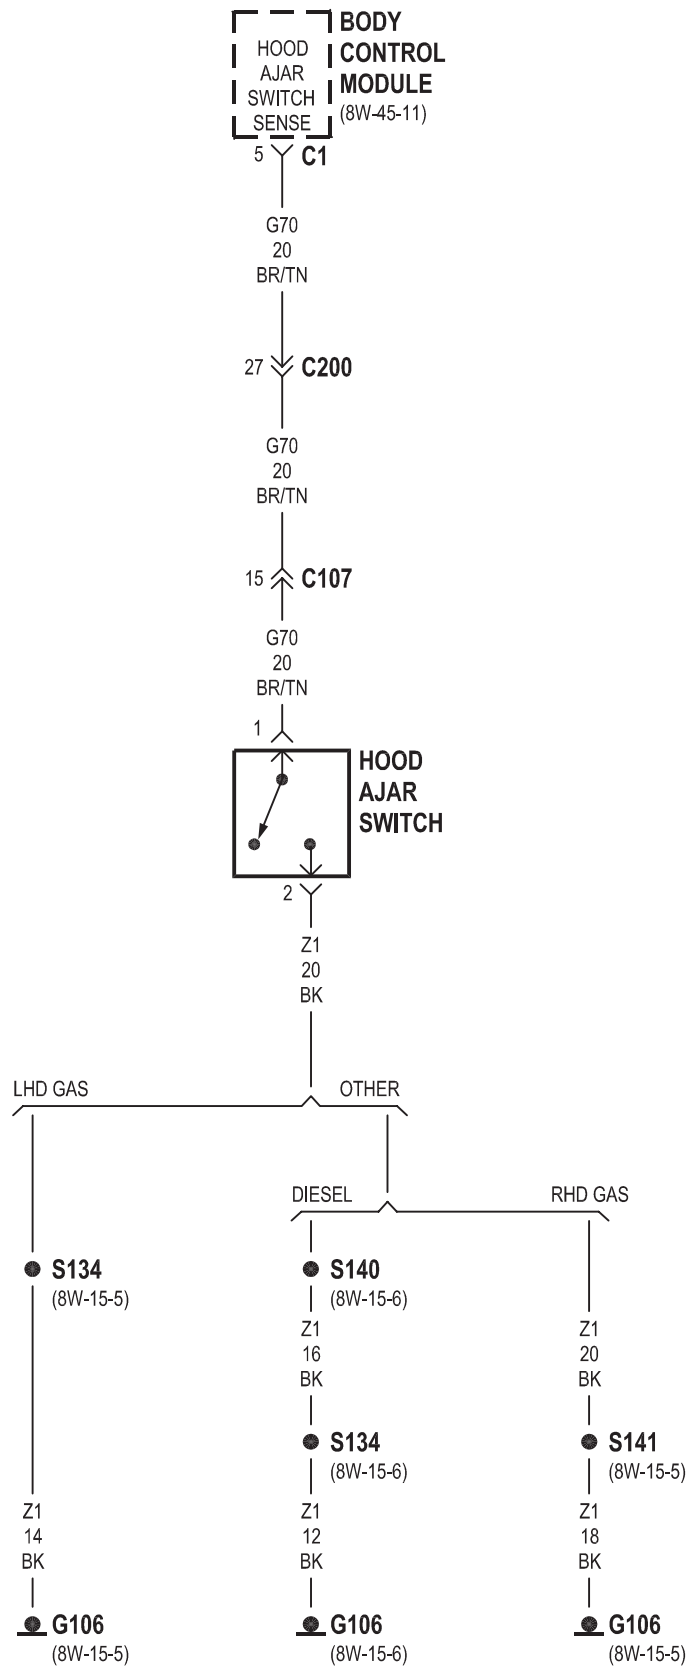 BODY
CONTROL
MODULE
(8W-45-11)
HOOD
AJAR
SWITCH
SENSE
5 C1
G70
20
BR/TN
27 C200
G70
20
BR/TN
15 C107
G70
20
BR/TN
1
HOOD
AJAR
SWITCH
2
Z1
20
BK
LHD GAS OTHER
DIESEL RHD GAS
S134
(8W-15-5)
S140
(8W-15-6)
Z1
16
BK
Z1
20
BK
S134
(8W-15-6)
S141
(8W-15-5)
Z1
14
BK
Z1
12
BK
Z1
18
BK
G106
(8W-15-5)
G106
(8W-15-6)
G106
(8W-15-5)